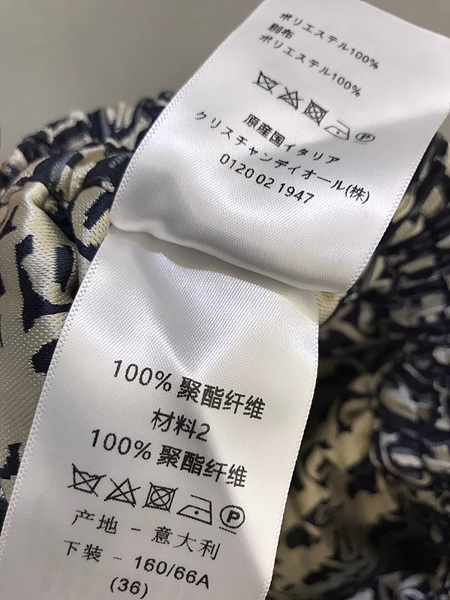 ポリエステル100%
別布
ポリエステル100%
P
原産国イタリア
クリスチャンディオール(株)
0120 02 1947
100% 聚酯纤维
材料2
100% 聚酯纤维
P
产地 - 意大利
下装 - 160/66A
(36)